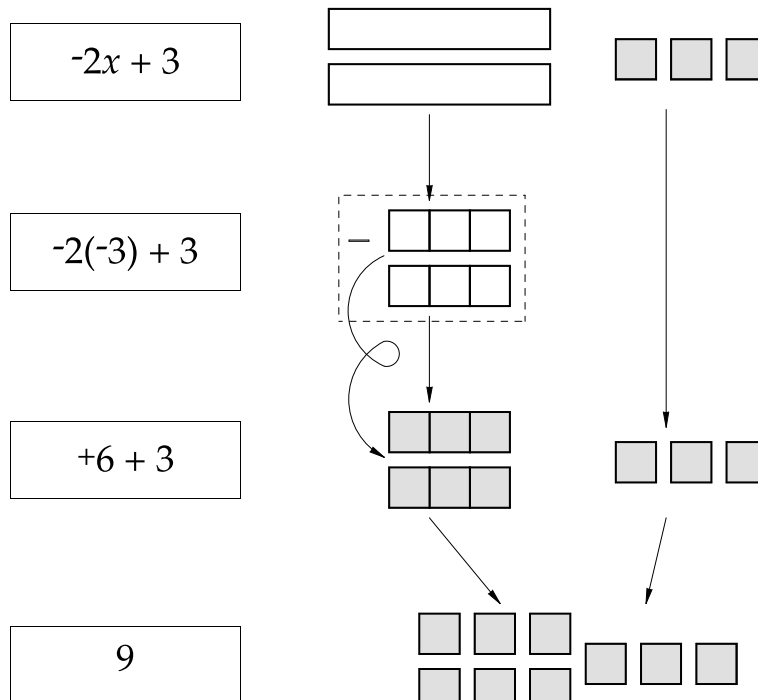 ⁻2x + 3
⁻2(⁻3) + 3
–
⁺6 + 3
9